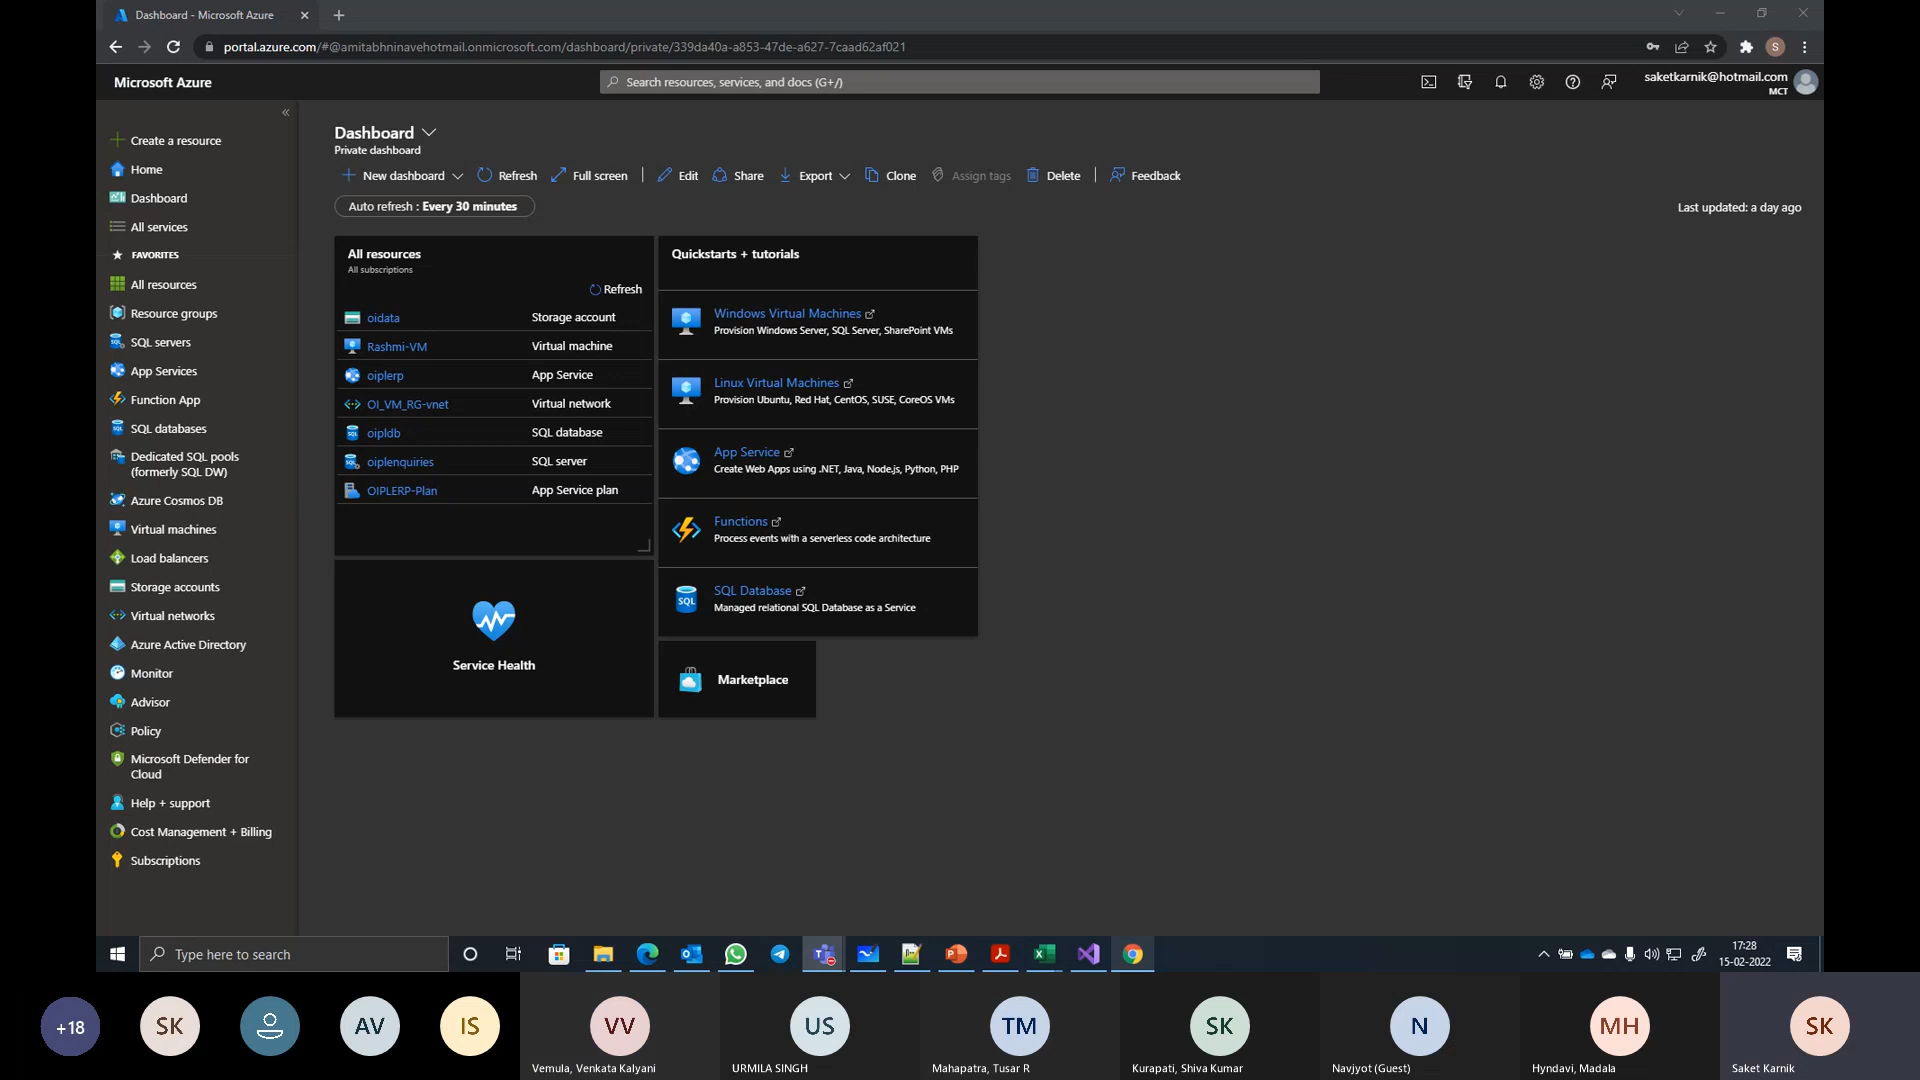 Dashboard - Microsoft Azure
portal.azure.com/#@amitabhninavehotmail.onmicrosoft.com/dashboard/private/339da40a-a853-47de-a627-7caad62af021
S
Microsoft Azure
Search resources, services, and docs (G+/)
saketkarnik@hotmail.com
MCT
Create a resource
Home
Dashboard
All services
FAVORITES
All resources
Resource groups
SQL servers
App Services
Function App
SQL databases
Dedicated SQL pools
(formerly SQL DW)
Azure Cosmos DB
Virtual machines
Load balancers
Storage accounts
Virtual networks
Azure Active Directory
Monitor
Advisor
Policy
Microsoft Defender for
Cloud
Help + support
Cost Management + Billing
Subscriptions
Dashboard
Private dashboard
New dashboard Refresh Full screen Edit Share Export Clone Assign tags Delete Feedback
Auto refresh : Every 30 minutes
Last updated: a day ago
All resources
All subscriptions
Refresh
oidata Storage account
Rashmi-VM Virtual machine
oiplerp App Service
OI_VM_RG-vnet Virtual network
oipldb SQL database
oiplenquiries SQL server
OIPLERP-Plan App Service plan
Service Health
Quickstarts + tutorials
Windows Virtual Machines
Provision Windows Server, SQL Server, SharePoint VMs
Linux Virtual Machines
Provision Ubuntu, Red Hat, CentOS, SUSE, CoreOS VMs
App Service
Create Web Apps using .NET, Java, Node.js, Python, PHP
Functions
Process events with a serverless code architecture
SQL
SQL Database
Managed relational SQL Database as a Service
Marketplace
Type here to search
17:28
15-02-2022
+18 SK AV IS VV US TM SK N MH SK
Vemula, Venkata Kalyani
URMILA SINGH
Mahapatra, Tusar R
Kurapati, Shiva Kumar
Navjyot (Guest)
Hyndavi, Madala
Saket Karnik